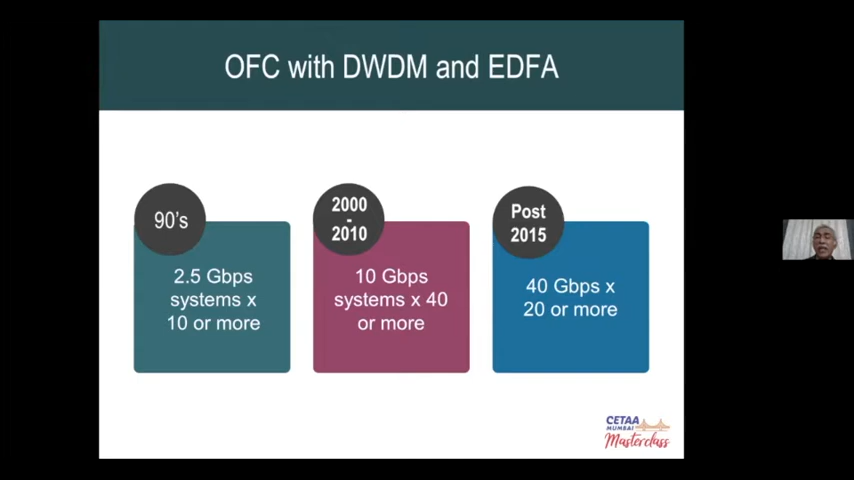 OFC with DWDM and EDFA
90's
2.5 Gbps
systems x
10 or more
2000
-
2010
10 Gbps
systems x 40
or more
Post
2015
40 Gbps x
20 or more
CETAA
MUMBAI
Masterclass